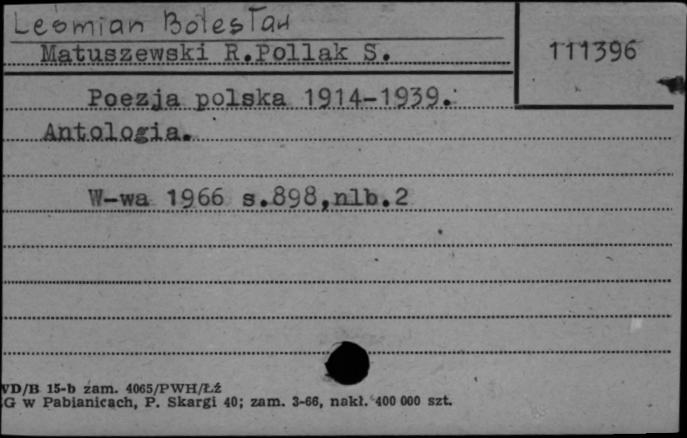 Leśmian Bolesław
Matuszewski R.Pollak S.
111396
Poezja polska 1914-1939.
Antologia.
W-wa 1966 s.898,nlb.2
VD/B 15-b zam. 4065/PWH/Łź
G w Pabianicach, P. Skargi 40; zam. 3-66, nakł. 400 000 szt.